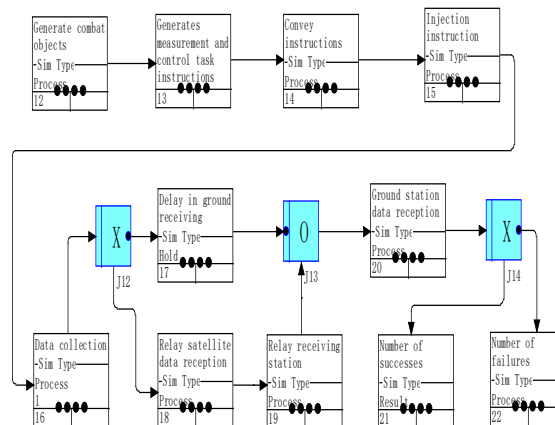 Generate combat
objects
-Sim Type
Process
12
Generates
measurement and
control task
instructions
13
Convey
instructions
-Sim Type
Process
14
Injection
instruction
-Sim Type
Process
15
X
J12
Delay in ground
receiving
-Sim Type
Hold
17
O
J13
Ground station
data reception
-Sim Type
Process
20
X
J14
Data collection
-Sim Type
Process
1
16
Relay satellite
data reception
-Sim Type
Process
18
Relay receiving
station
-Sim Type
Process
19
Number of
successes
-Sim Type
Result
21
Number of
failures
-Sim Type
Process
22